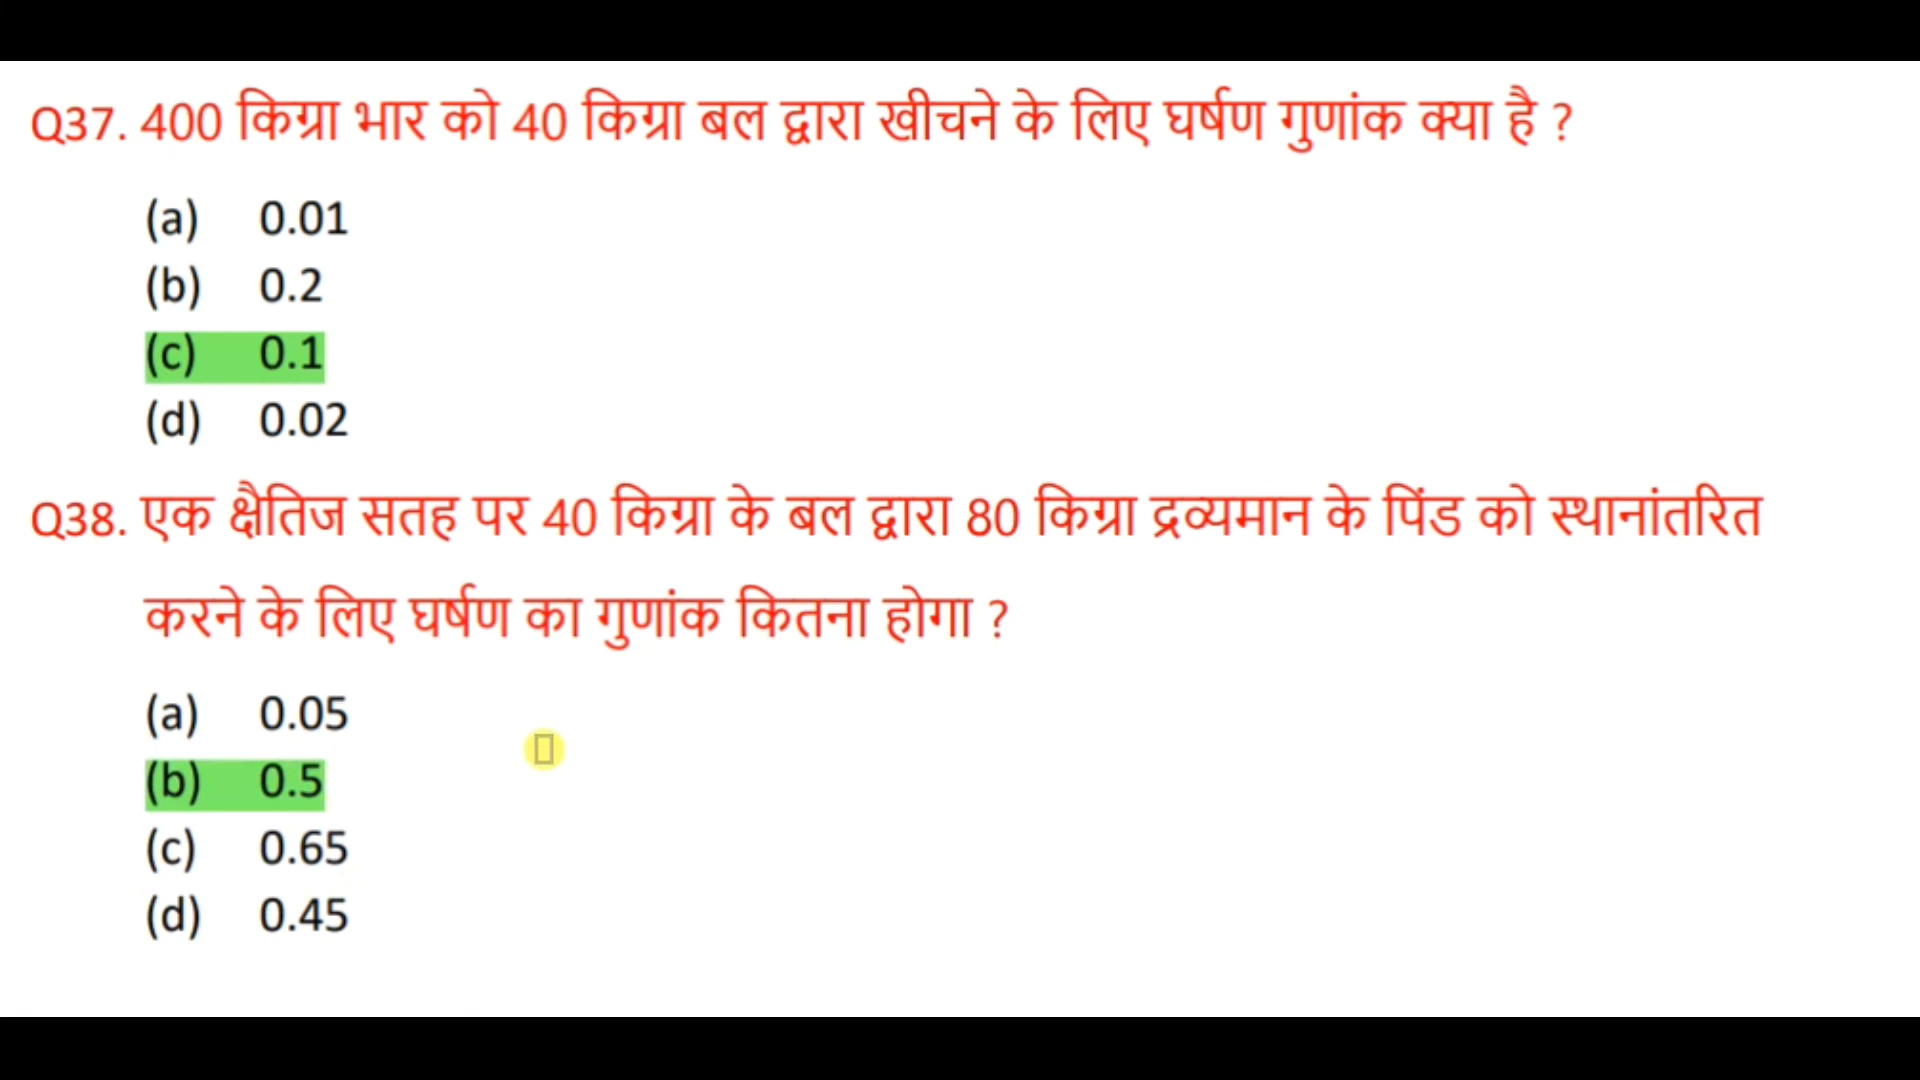 Q37. 400 किग्रा भार को 40 किग्रा बल द्वारा खीचने के लिए घर्षण गुणांक क्या है ?
(a) 0.01
(b) 0.2
(c) 0.1
(d) 0.02
Q38. एक क्षैतिज सतह पर 40 किग्रा के बल द्वारा 80 किग्रा द्रव्यमान के पिंड को स्थानांतरित
करने के लिए घर्षण का गुणांक कितना होगा ?
(a) 0.05
(b) 0.5
(c) 0.65
(d) 0.45